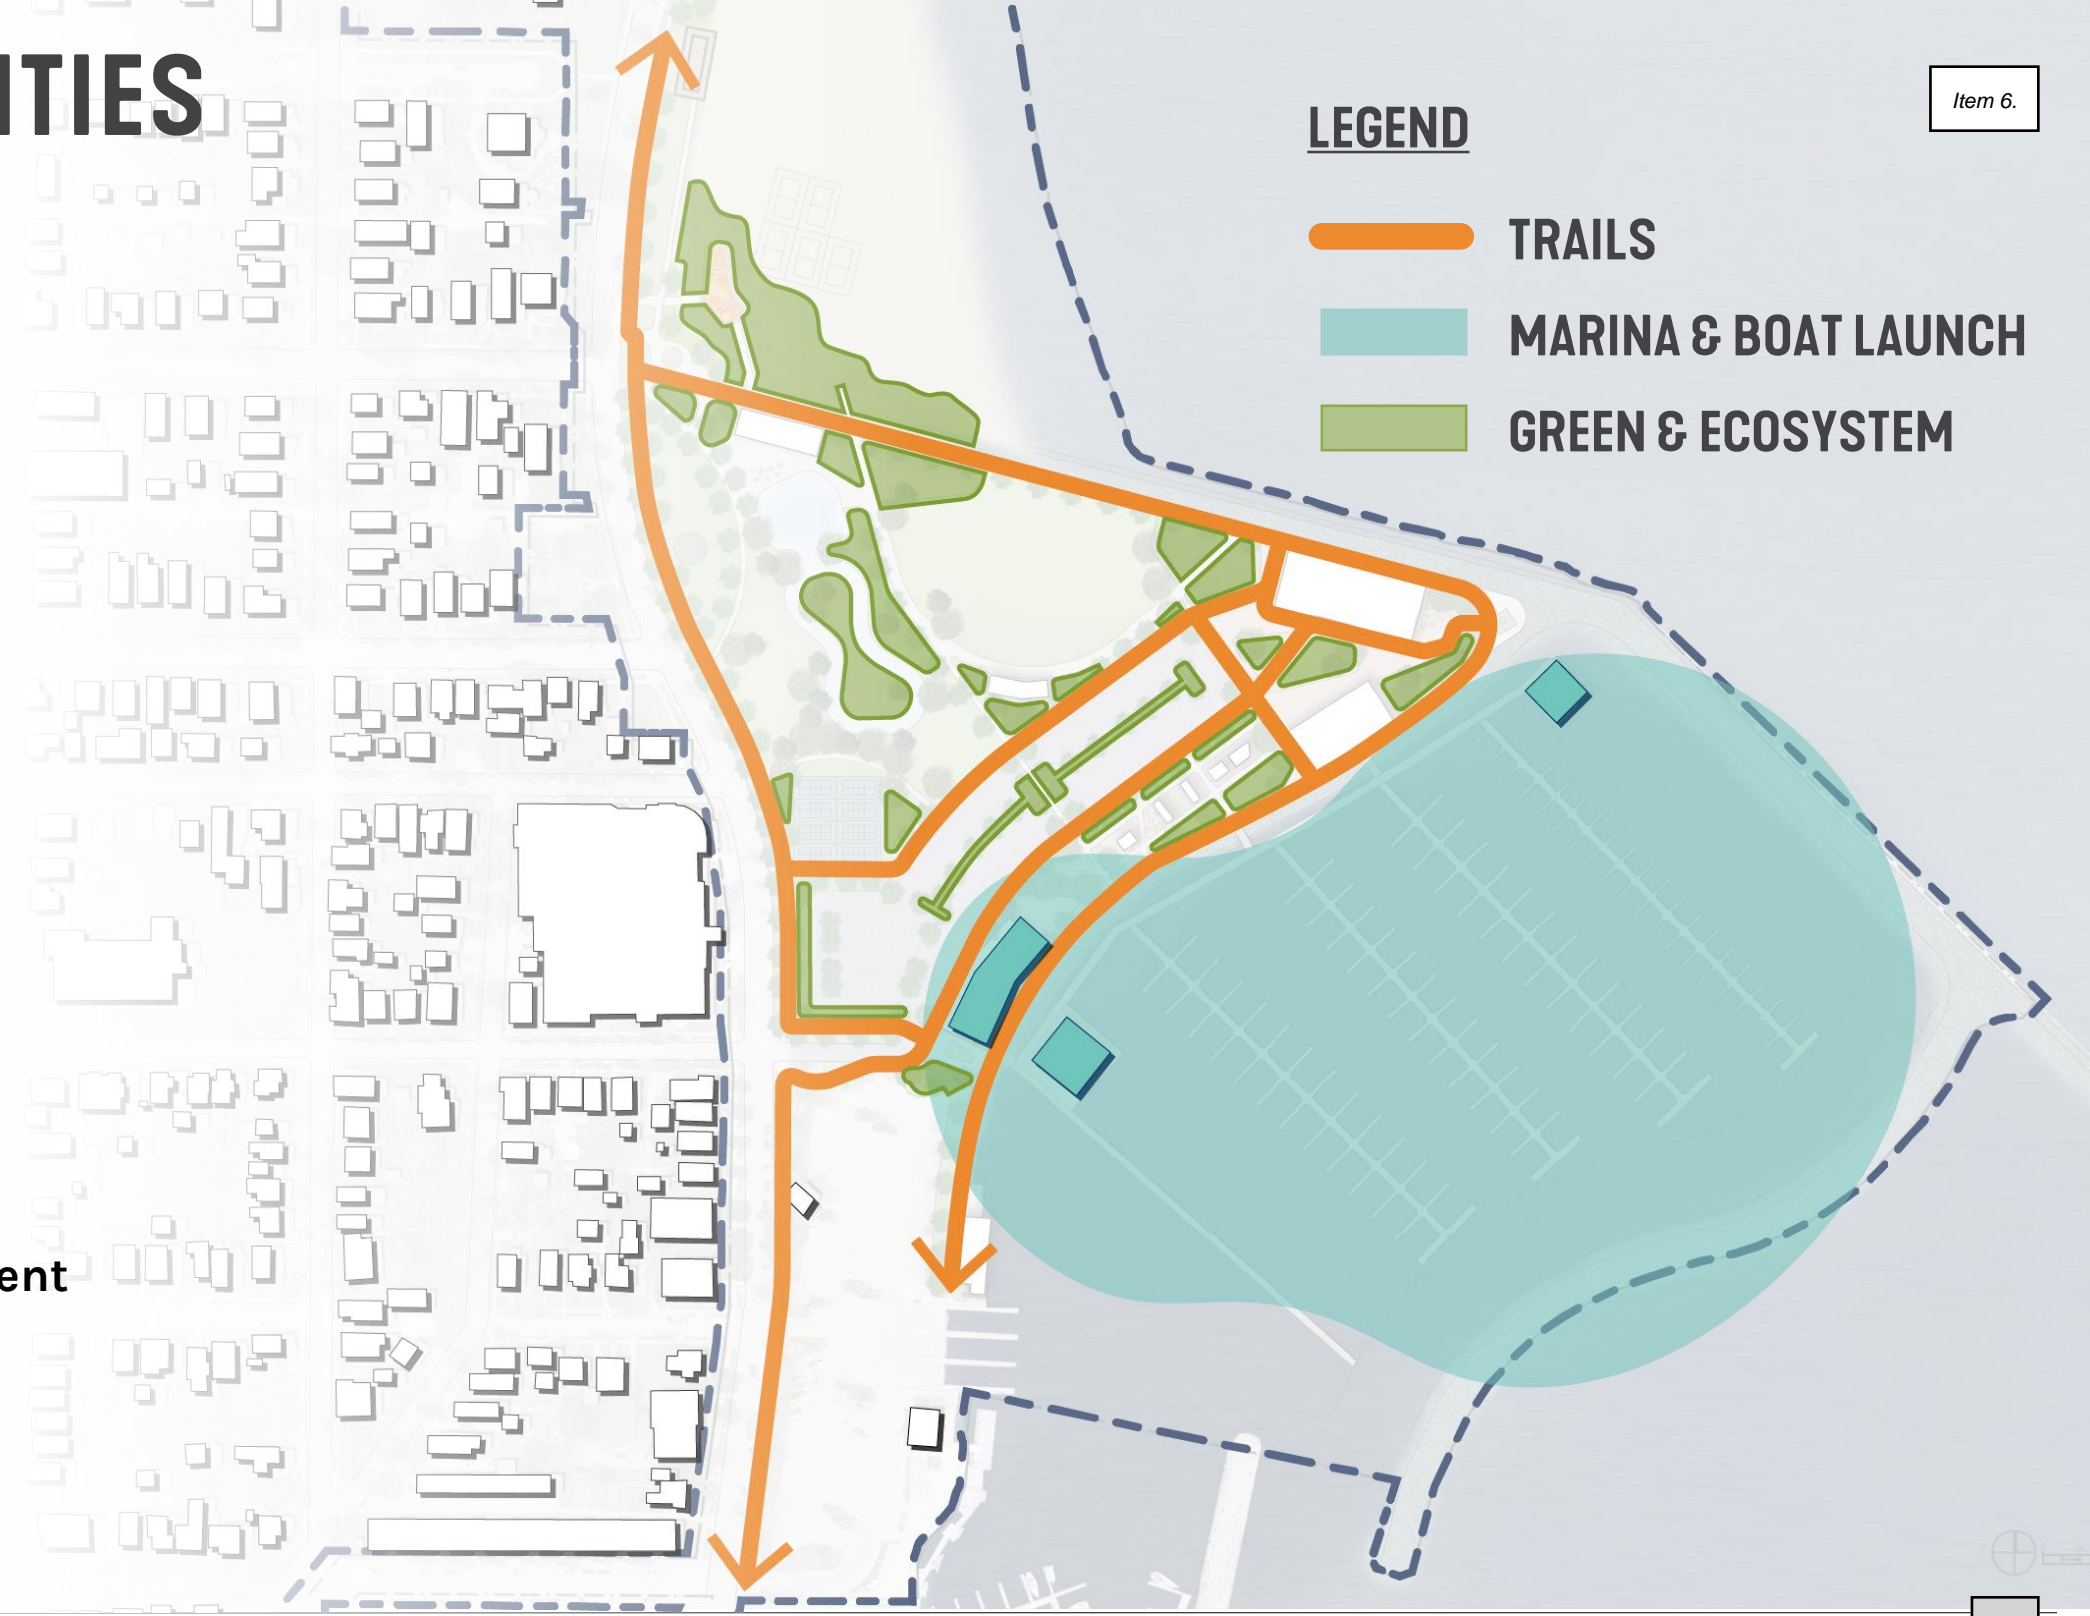 ITIES
Item 6.
LEGEND
TRAILS
MARINA & BOAT LAUNCH
GREEN & ECOSYSTEM
ent